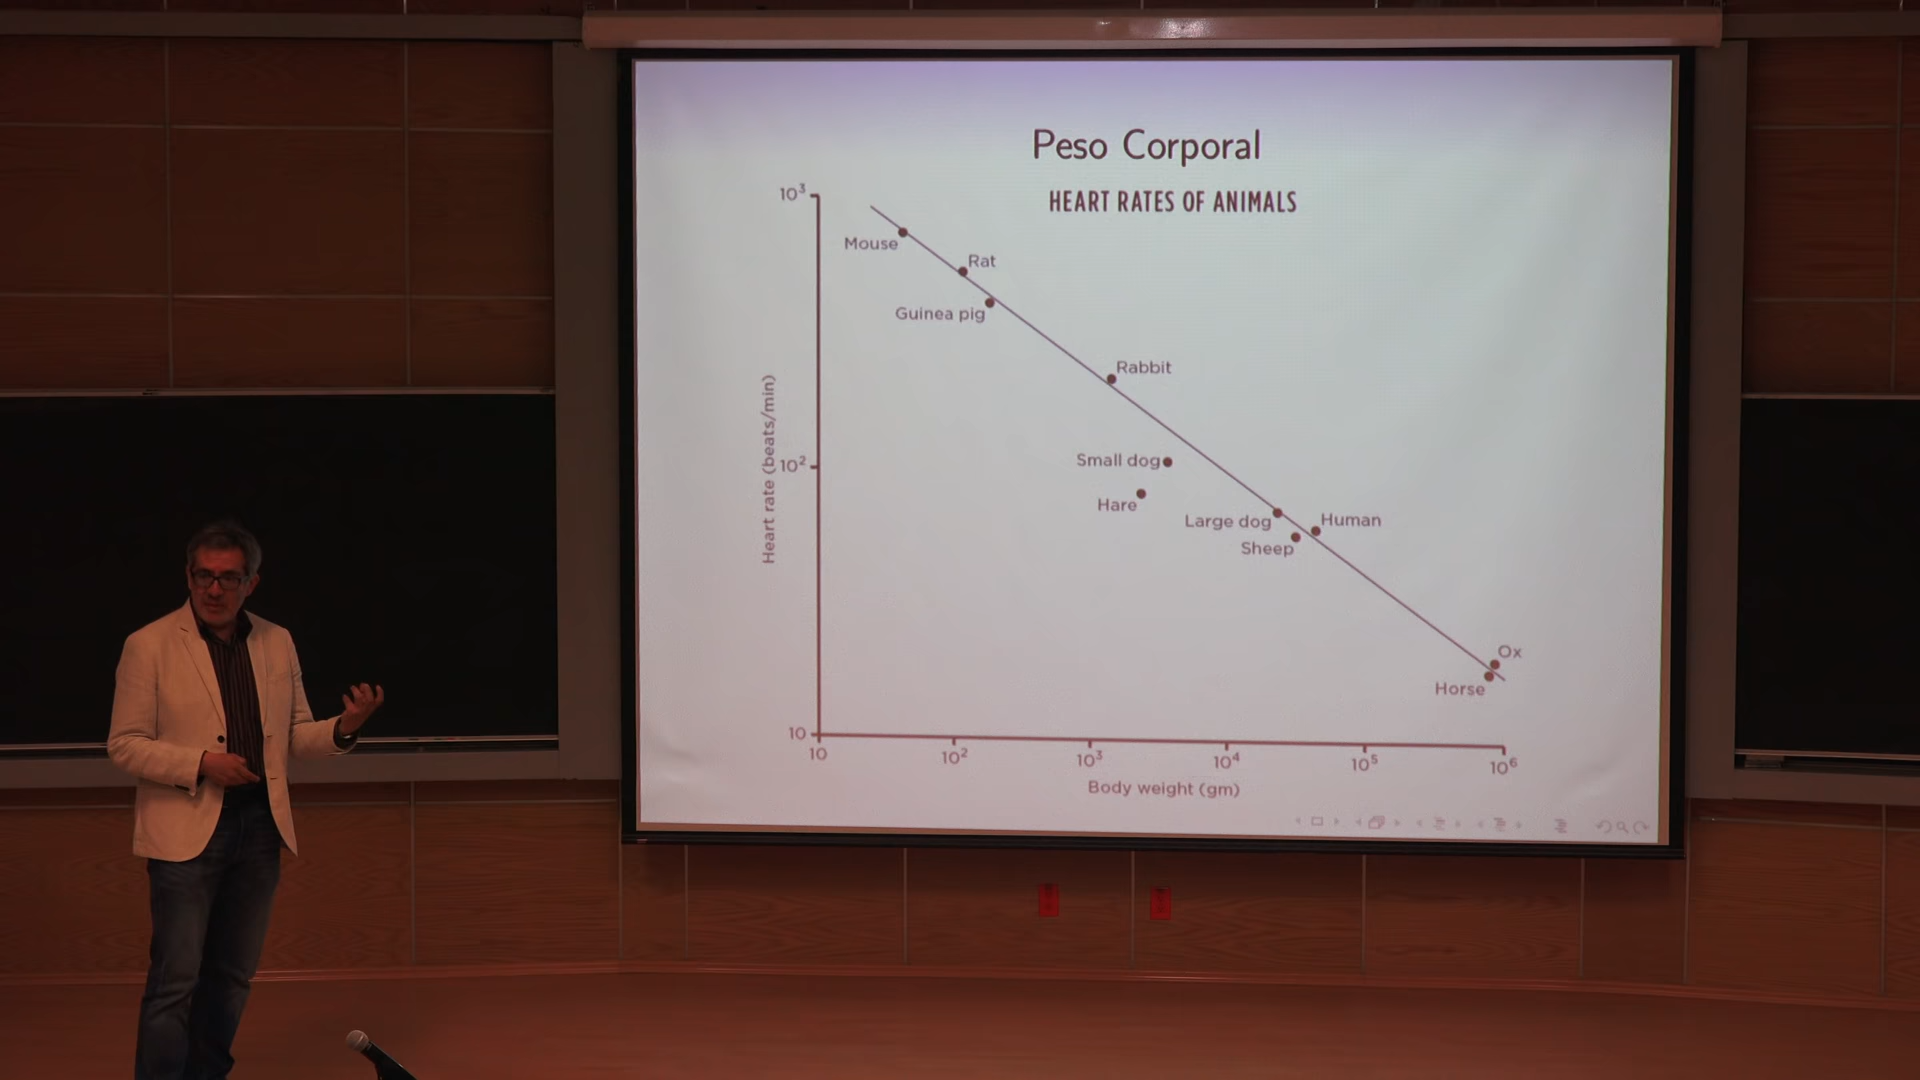 Peso Corporal
HEART RATES OF ANIMALS
10³
Mouse
Rat
Guinea pig
Rabbit
Heart rate (beats/min)
10²
Small dog
Hare
Large dog
Human
Sheep
Ox
Horse
10
10
10²
10³
10⁴
10⁵
10⁶
Body weight (gm)